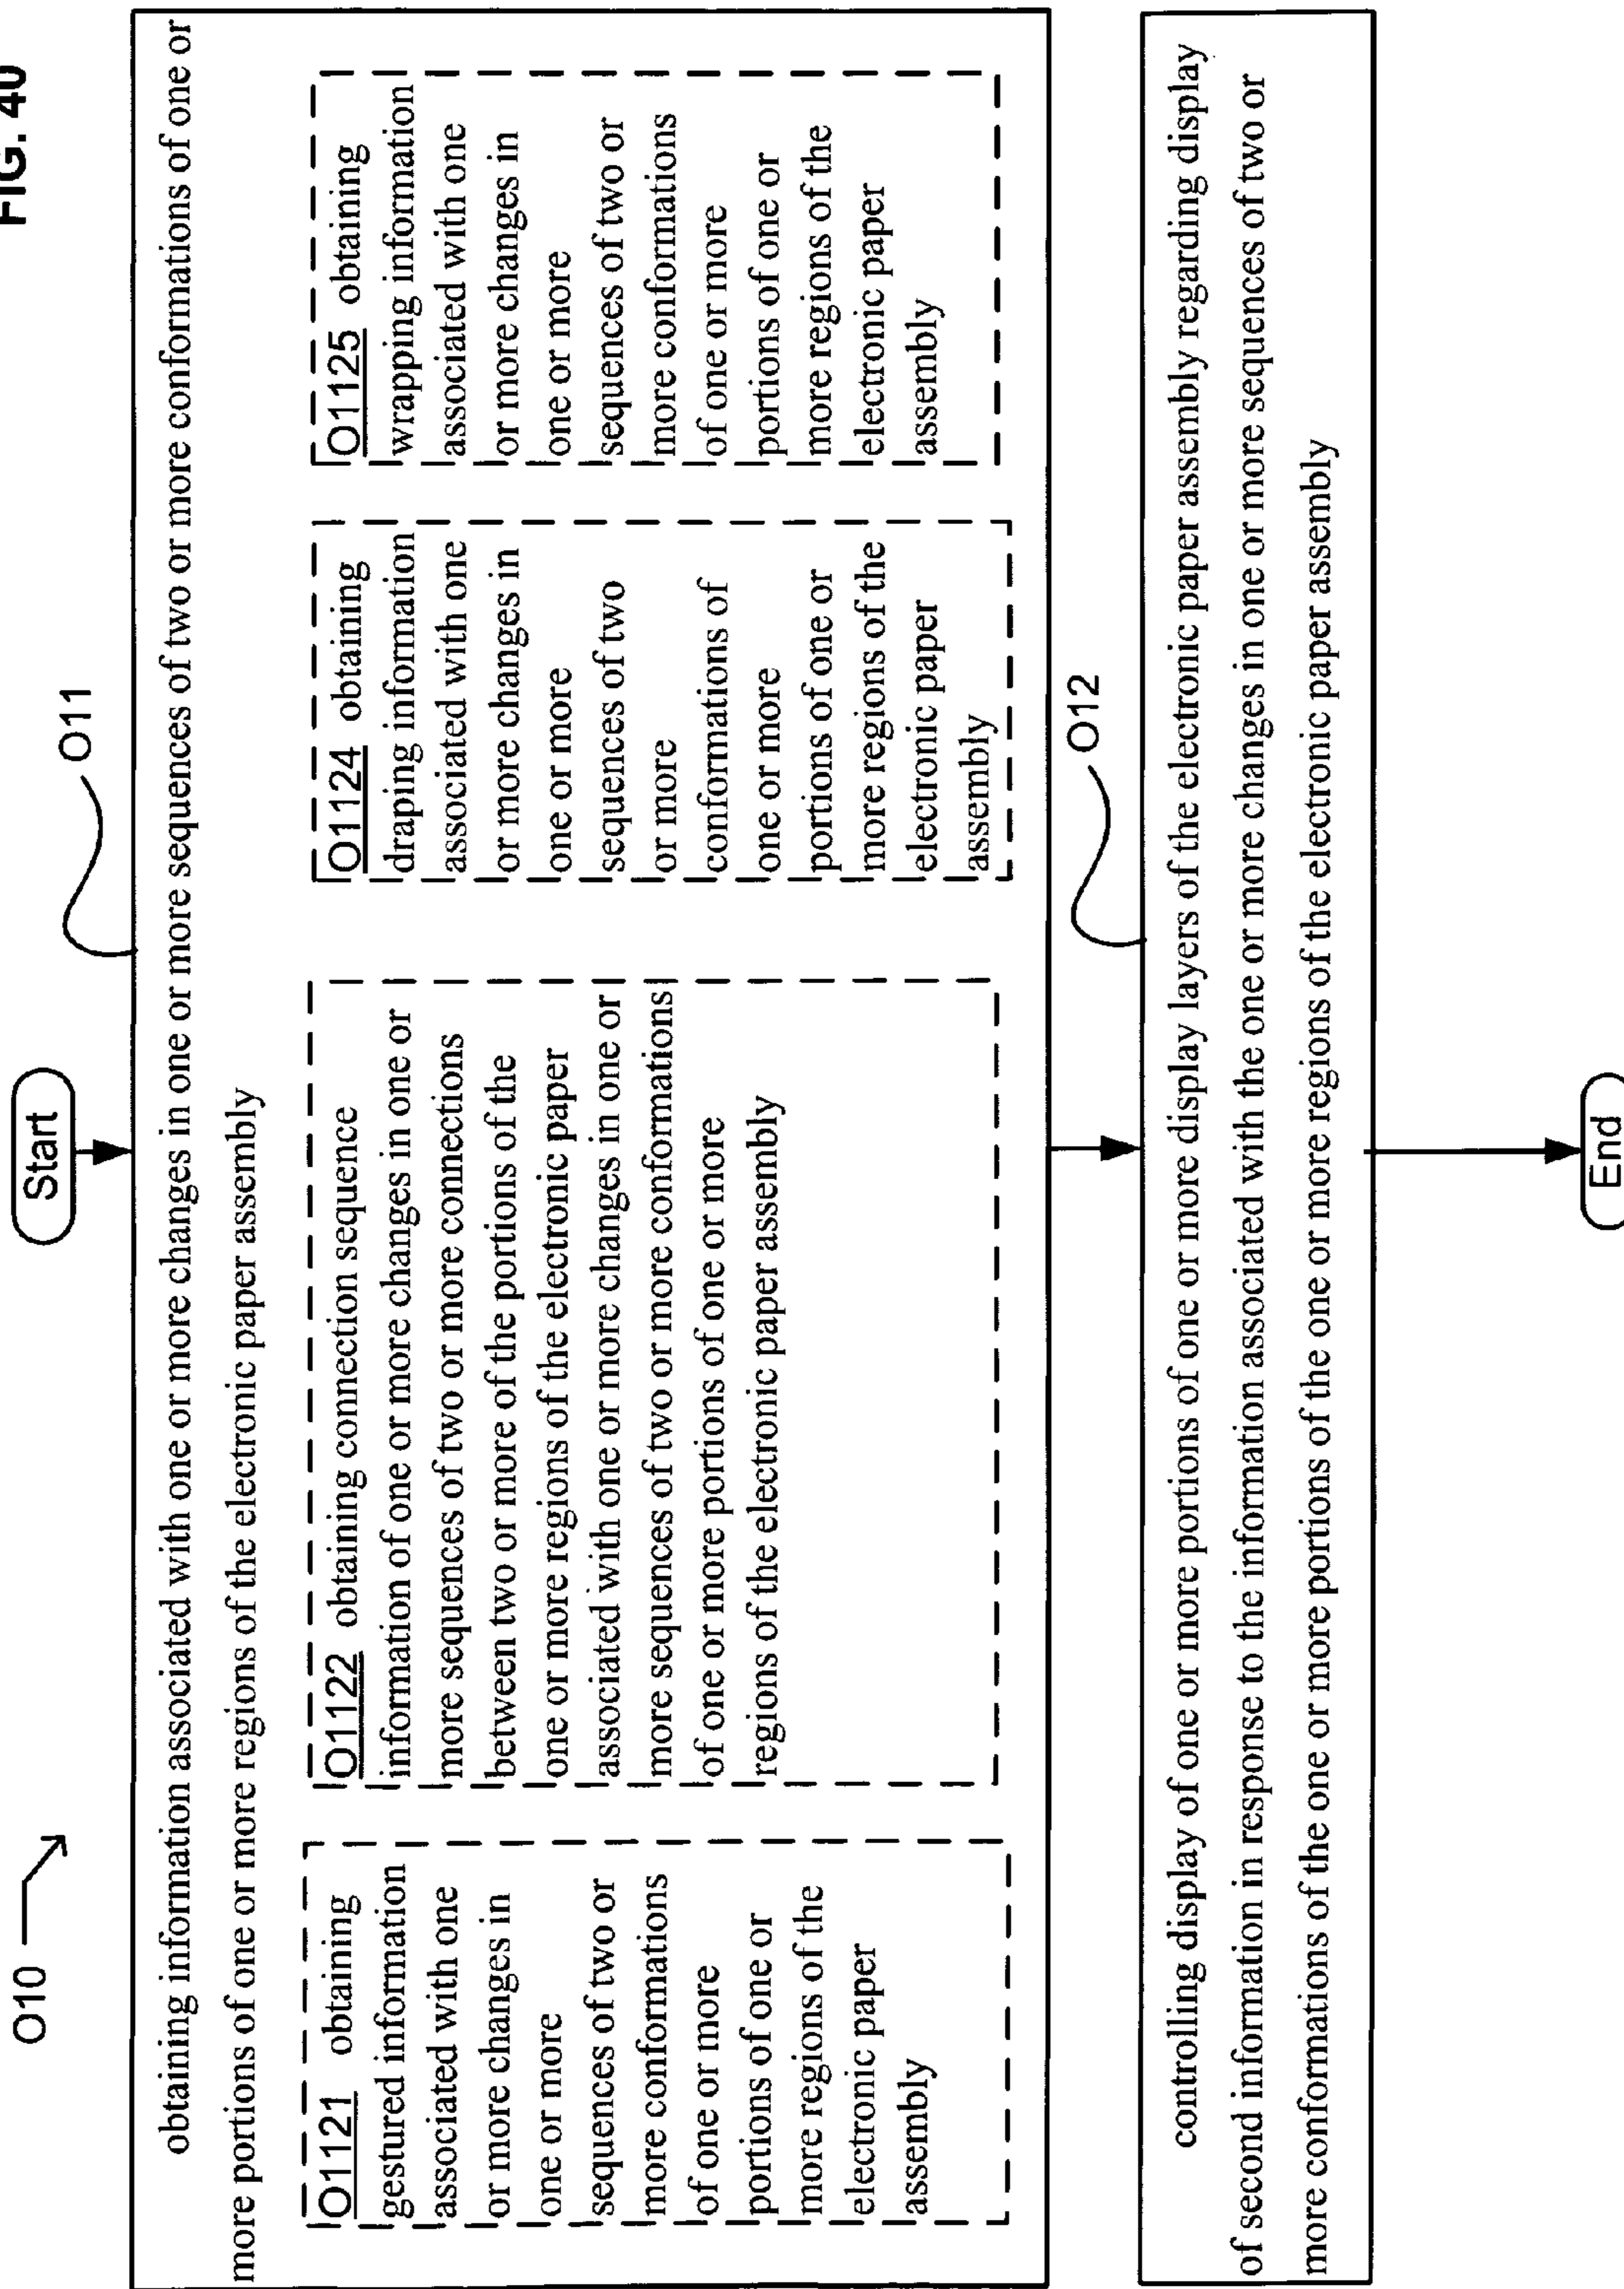 FIG. 40
O10
Start
O11
obtaining information associated with one or more changes in one or more sequences of two or more conformations of one or
more portions of one or more regions of the electronic paper assembly
O1121 obtaining
gestured information
associated with one
or more changes in
one or more
sequences of two or
more conformations
of one or more
portions of one or
more regions of the
electronic paper
assembly
O1122 obtaining connection sequence
information of one or more changes in one or
more sequences of two or more connections
between two or more of the portions of the
one or more regions of the electronic paper
associated with one or more changes in one or
more sequences of two or more conformations
of one or more portions of one or more
regions of the electronic paper assembly
O1124 obtaining
draping information
associated with one
or more changes in
one or more
sequences of two
or more
conformations of
one or more
portions of one or
more regions of the
electronic paper
assembly
O1125 obtaining
wrapping information
associated with one
or more changes in
one or more
sequences of two or
more conformations
of one or more
portions of one or
more regions of the
electronic paper
assembly
O12
controlling display of one or more portions of one or more display layers of the electronic paper assembly regarding display
of second information in response to the information associated with the one or more changes in one or more sequences of two or
more conformations of the one or more portions of the one or more regions of the electronic paper assembly
End